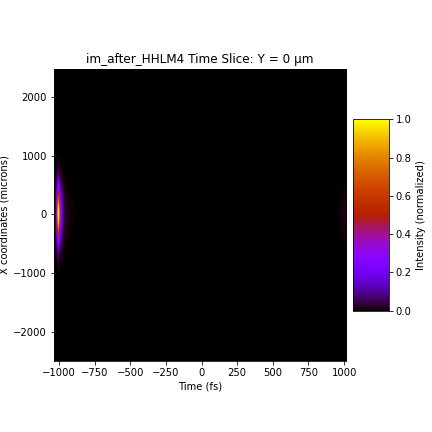 im_after_HHLM4 Time Slice: Y = 0 μm
X coordinates (microns)
2000
1000
0
−1000
−2000
−1000 −750 −500 −250 0 250 500 750 1000
Time (fs)
1.0
0.8
0.6
0.4
0.2
0.0
Intensity (normalized)